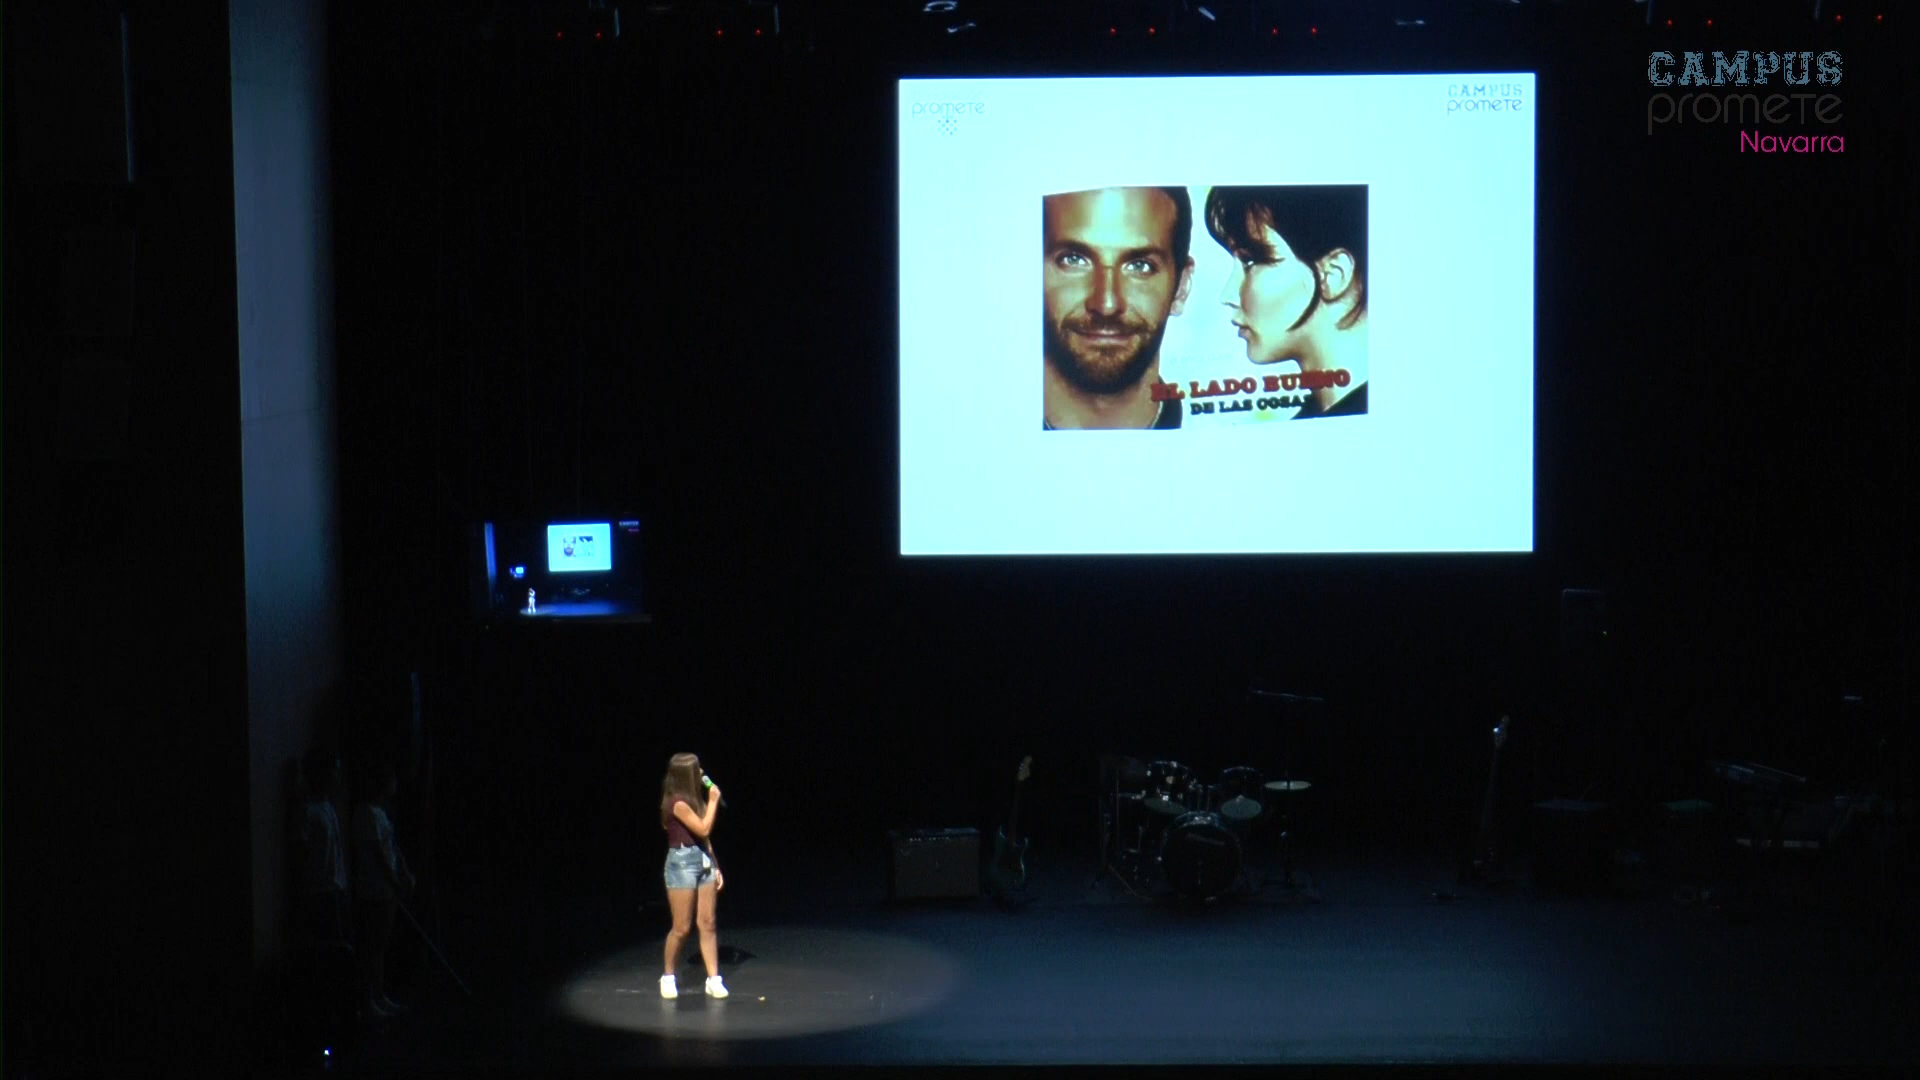 promete
CAMPUS
promete
EL LADO BUENO
DE LAS COSAS
CAMPUS
promete
Navarra